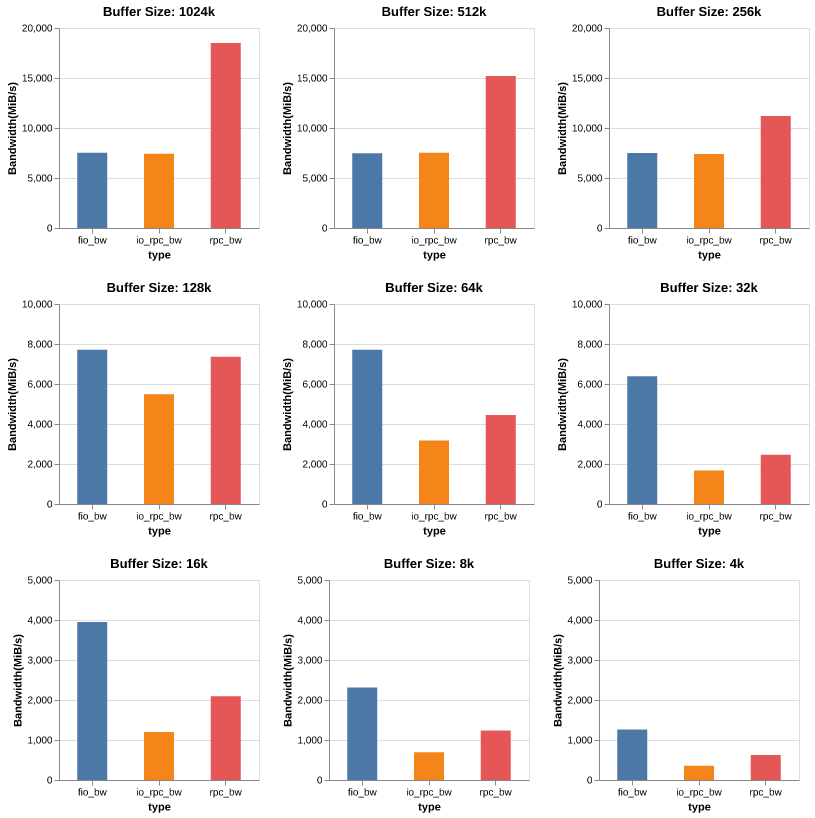 Buffer Size: 1024k
20,000
15,000
10,000
5,000
0
Bandwidth(MiB/s)
fio_bw io_rpc_bw rpc_bw
type
Buffer Size: 512k
20,000
15,000
10,000
5,000
0
Bandwidth(MiB/s)
fio_bw io_rpc_bw rpc_bw
type
Buffer Size: 256k
20,000
15,000
10,000
5,000
0
Bandwidth(MiB/s)
fio_bw io_rpc_bw rpc_bw
type
Buffer Size: 128k
10,000
8,000
6,000
4,000
2,000
0
Bandwidth(MiB/s)
fio_bw io_rpc_bw rpc_bw
type
Buffer Size: 64k
10,000
8,000
6,000
4,000
2,000
0
Bandwidth(MiB/s)
fio_bw io_rpc_bw rpc_bw
type
Buffer Size: 32k
10,000
8,000
6,000
4,000
2,000
0
Bandwidth(MiB/s)
fio_bw io_rpc_bw rpc_bw
type
Buffer Size: 16k
5,000
4,000
3,000
2,000
1,000
0
Bandwidth(MiB/s)
fio_bw io_rpc_bw rpc_bw
type
Buffer Size: 8k
5,000
4,000
3,000
2,000
1,000
0
Bandwidth(MiB/s)
fio_bw io_rpc_bw rpc_bw
type
Buffer Size: 4k
5,000
4,000
3,000
2,000
1,000
0
Bandwidth(MiB/s)
fio_bw io_rpc_bw rpc_bw
type